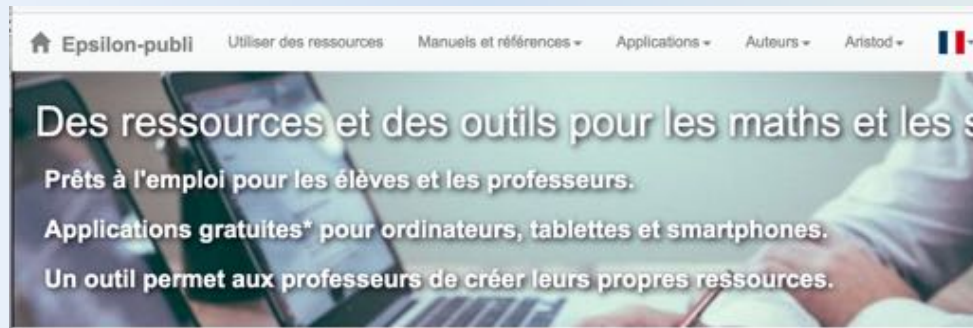 Epsilon-publi Utiliser des ressources Manuels et références Applications Auteurs Aristod
Des ressources et des outils pour les maths et les s
Prêts à l'emploi pour les élèves et les professeurs.
Applications gratuites* pour ordinateurs, tablettes et smartphones.
Un outil permet aux professeurs de créer leurs propres ressources.